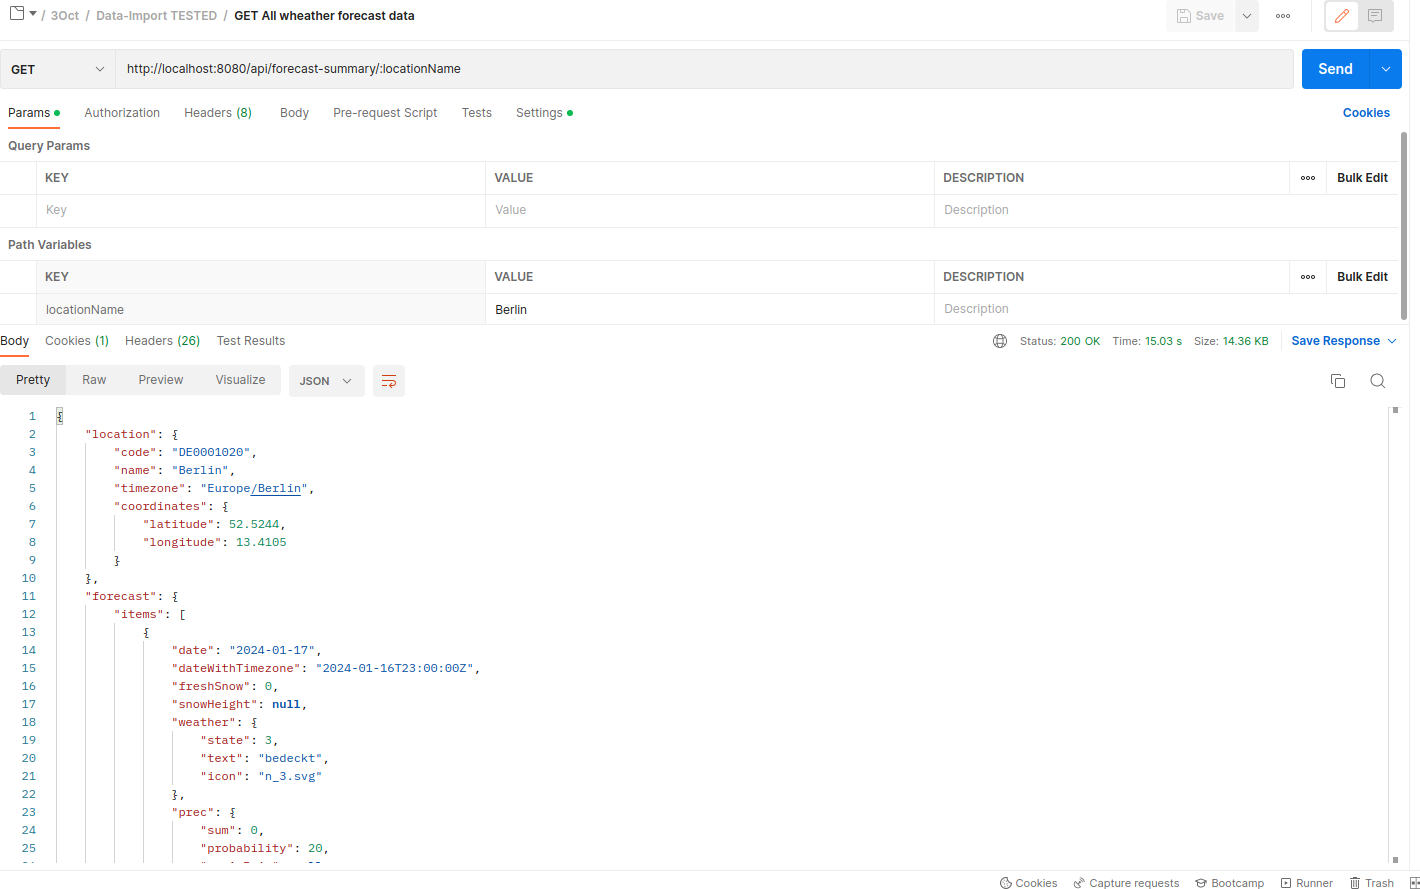 / 3Oct / Data-Import TESTED / GET All wheather forecast data
Save
GET
http://localhost:8080/api/forecast-summary/:locationName
Send
Params Authorization Headers (8) Body Pre-request Script Tests Settings Cookies
Query Params
KEY VALUE DESCRIPTION Bulk Edit
Key Value Description
Path Variables
KEY VALUE DESCRIPTION Bulk Edit
locationName Berlin Description
Body Cookies (1) Headers (26) Test Results Status: 200 OK Time: 15.03 s Size: 14.36 KB Save Response
Pretty Raw Preview Visualize JSON
1 {
2 "location": {
3 "code": "DE0001020",
4 "name": "Berlin",
5 "timezone": "Europe/Berlin",
6 "coordinates": {
7 "latitude": 52.5244,
8 "longitude": 13.4105
9 }
10 },
11 "forecast": {
12 "items": [
13 {
14 "date": "2024-01-17",
15 "dateWithTimezone": "2024-01-16T23:00:00Z",
16 "freshSnow": 0,
17 "snowHeight": null,
18 "weather": {
19 "state": 3,
20 "text": "bedeckt",
21 "icon": "n_3.svg"
22 },
23 "prec": {
24 "sum": 0,
25 "probability": 20,
Cookies Capture requests Bootcamp Runner Trash